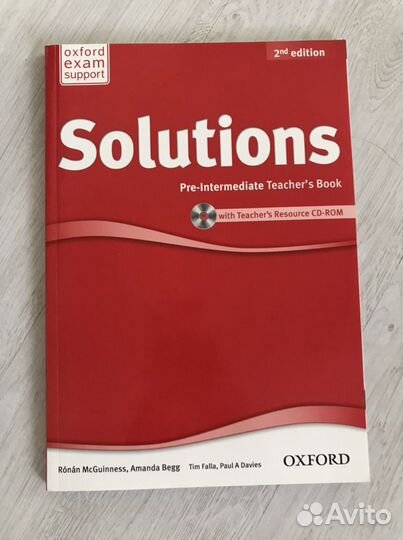 oxford
exam
support
2nd edition
Solutions
Pre-Intermediate Teacher's Book
with Teacher's Resource CD-ROM
Rónán McGuinness, Amanda Begg Tim Falla, Paul A Davies
OXFORD
Avito